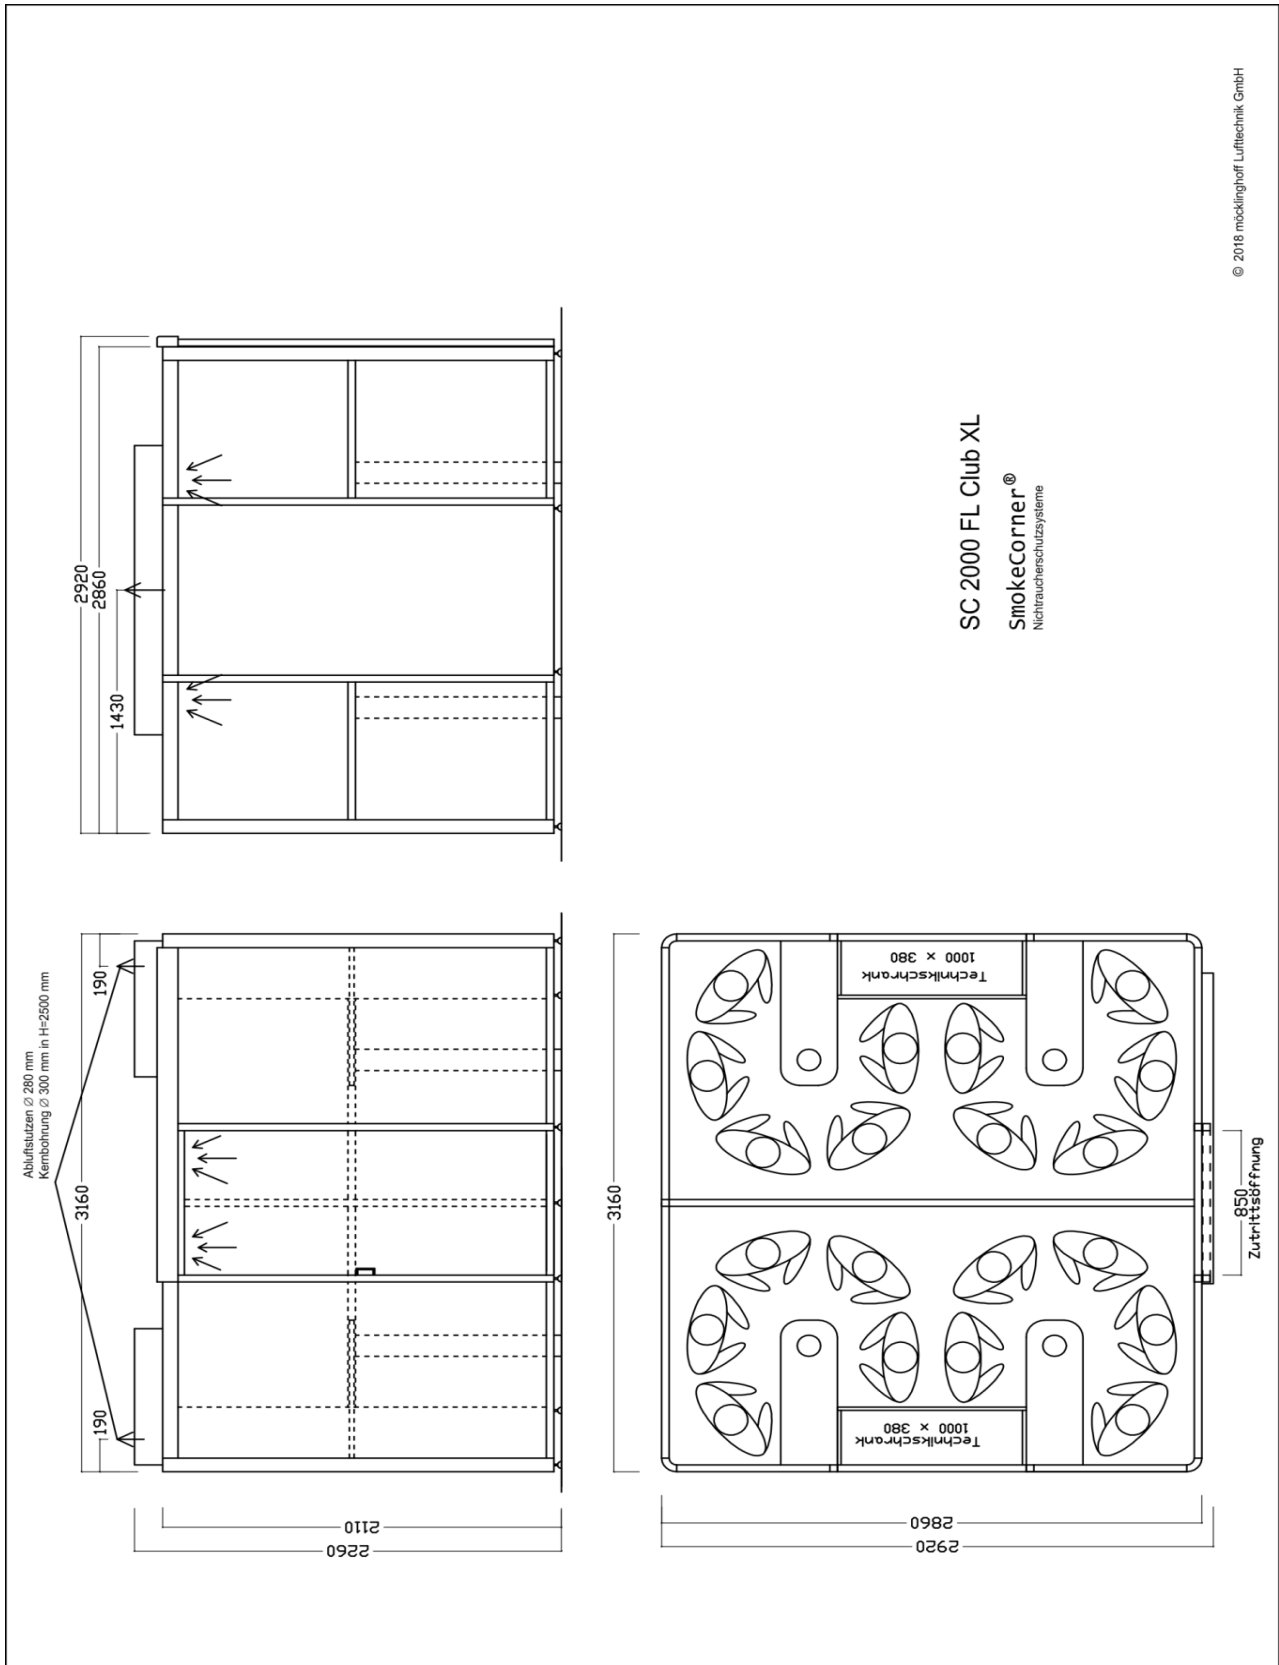 Abluftstutzen ∅ 280 mm
Kernbohrung ∅ 300 mm in H=2500 mm
3160
190
190
2110
2260
2920
2860
1430
3160
Technikschrank
1000 × 380
Technikschrank
1000 × 380
850
Zutrittsöffnung
2860
2920
SC 2000 FL Club XL
SmokeCorner®
Nichtraucherschutzsysteme
© 2018 möcklinghoff Lufttechnik GmbH